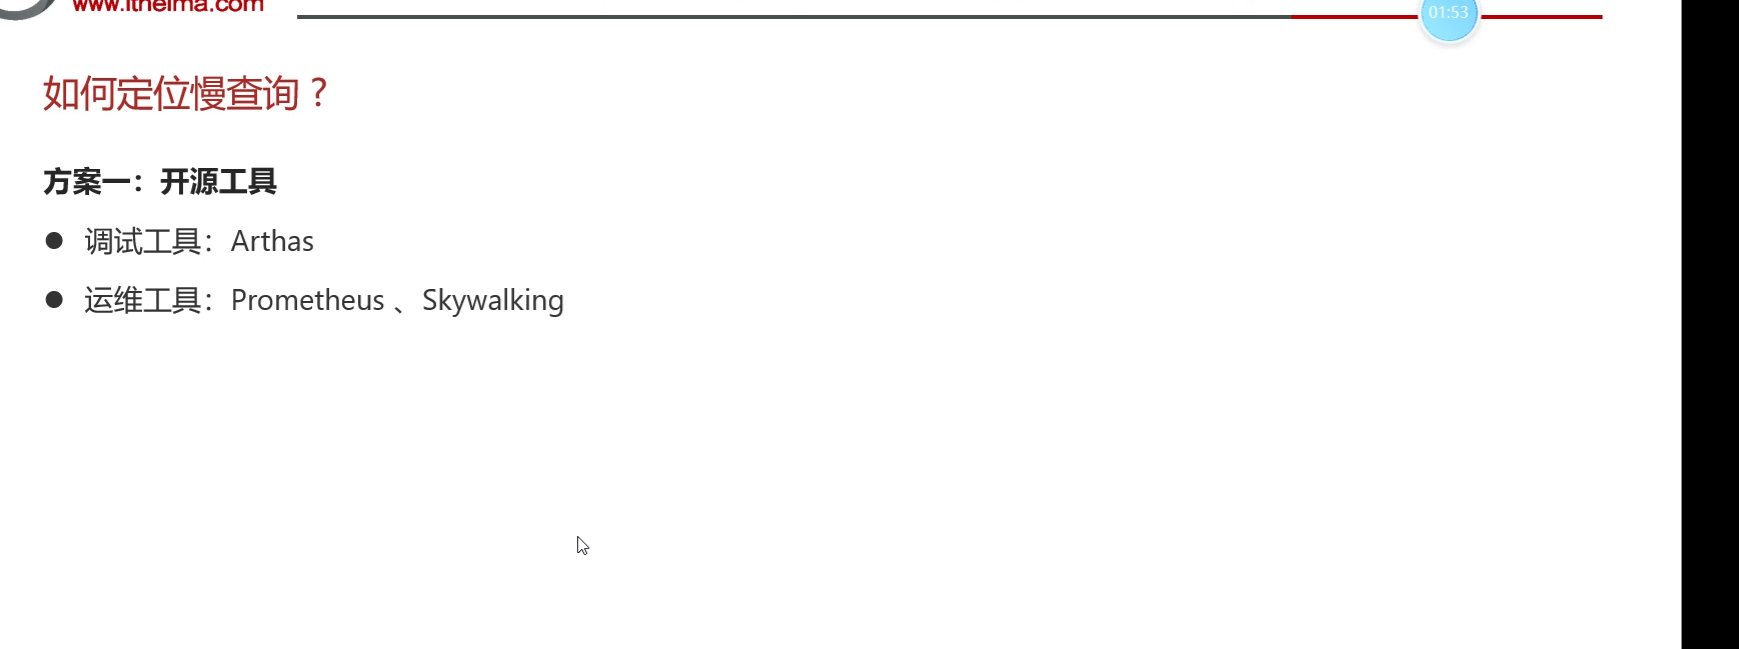 www.itheima.com
01:53
如何定位慢查询？
方案一：开源工具
● 调试工具：Arthas
● 运维工具：Prometheus 、Skywalking